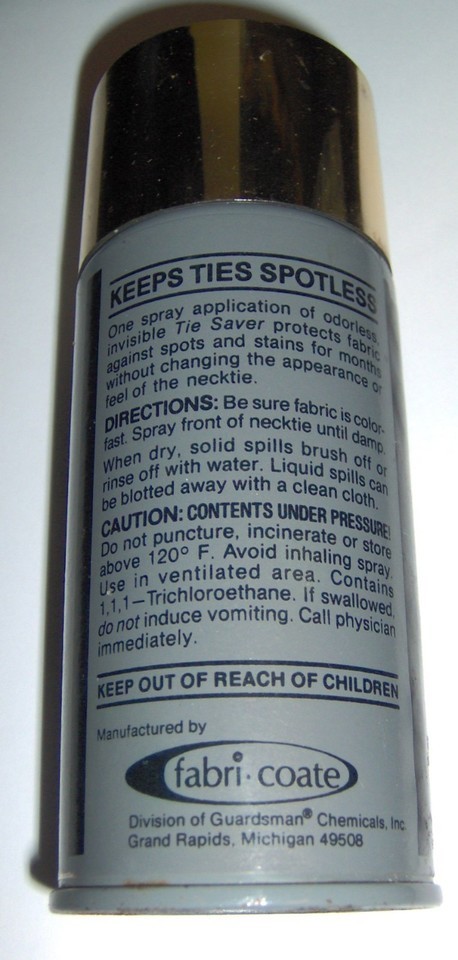 KEEPS TIES SPOTLESS
One spray application of odorless,
invisible Tie Saver protects fabric
against spots and stains for months
without changing the appearance or
feel of the necktie.
DIRECTIONS: Be sure fabric is color-
fast. Spray front of necktie until damp.
When dry, solid spills brush off or
rinse off with water. Liquid spills can
be blotted away with a clean cloth.
CAUTION: CONTENTS UNDER PRESSURE!
Do not puncture, incinerate or store
above 120° F. Avoid inhaling spray.
Use in ventilated area. Contains
1,1,1—Trichloroethane. If swallowed,
do not induce vomiting. Call physician
immediately.
KEEP OUT OF REACH OF CHILDREN
Manufactured by
fabri·coate
Division of Guardsman® Chemicals, Inc.
Grand Rapids, Michigan 49508